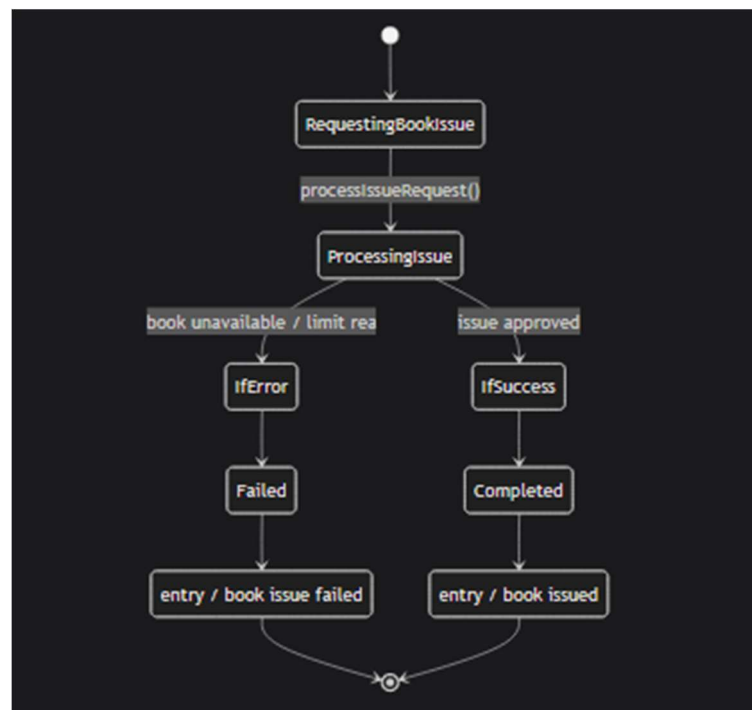 RequestingBookIssue
processIssueRequest()
ProcessingIssue
book unavailable / limit rea
issue approved
IfError
IfSuccess
Failed
Completed
entry / book issue failed
entry / book issued